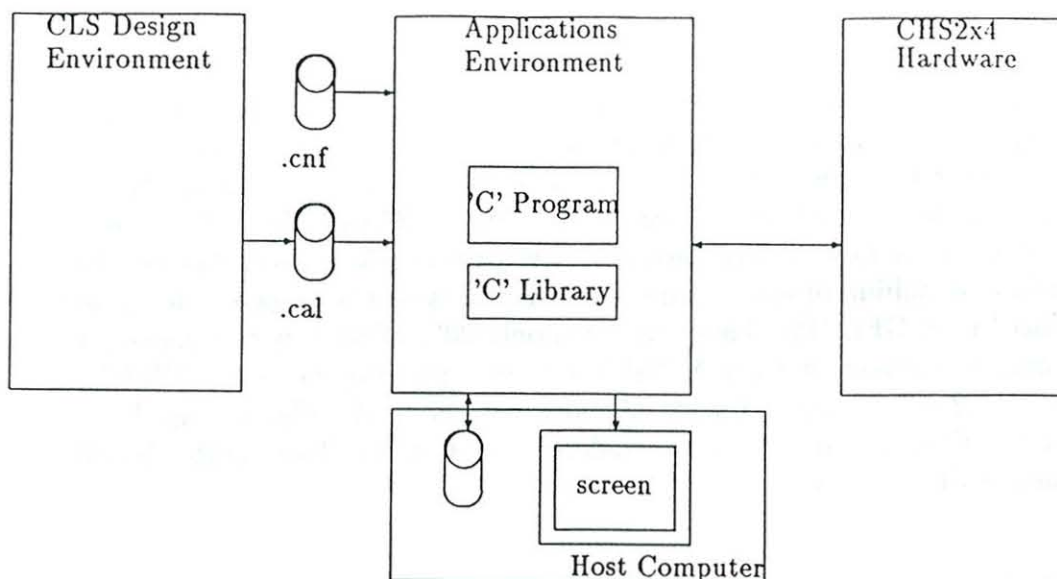 CLS Design
Environment
Applications
Environment
CHS2x4
Hardware
.cnf
'C' Program
'C' Library
.cal
screen
Host Computer